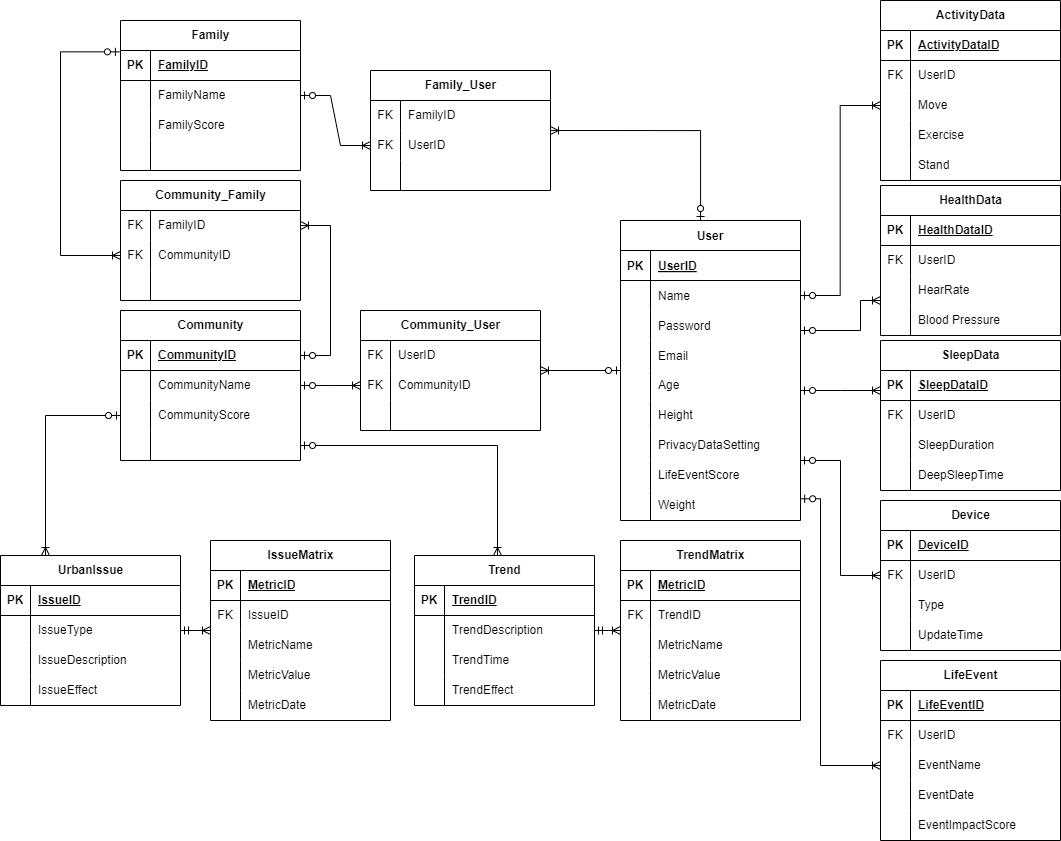 Family
PK FamilyID
FamilyName
FamilyScore
Family_User
FK FamilyID
FK UserID
Community_Family
FK FamilyID
FK CommunityID
Community
PK CommunityID
CommunityName
CommunityScore
Community_User
FK UserID
FK CommunityID
User
PK UserID
Name
Password
Email
Age
Height
PrivacyDataSetting
LifeEventScore
Weight
ActivityData
PK ActivityDataID
FK UserID
Move
Exercise
Stand
HealthData
PK HealthDataID
FK UserID
HearRate
Blood Pressure
SleepData
PK SleepDataID
FK UserID
SleepDuration
DeepSleepTime
Device
PK DeviceID
FK UserID
Type
UpdateTime
LifeEvent
PK LifeEventID
FK UserID
EventName
EventDate
EventImpactScore
UrbanIssue
PK IssueID
IssueType
IssueDescription
IssueEffect
IssueMatrix
PK MetricID
FK IssueID
MetricName
MetricValue
MetricDate
Trend
PK TrendID
TrendDescription
TrendTime
TrendEffect
TrendMatrix
PK MetricID
FK TrendID
MetricName
MetricValue
MetricDate